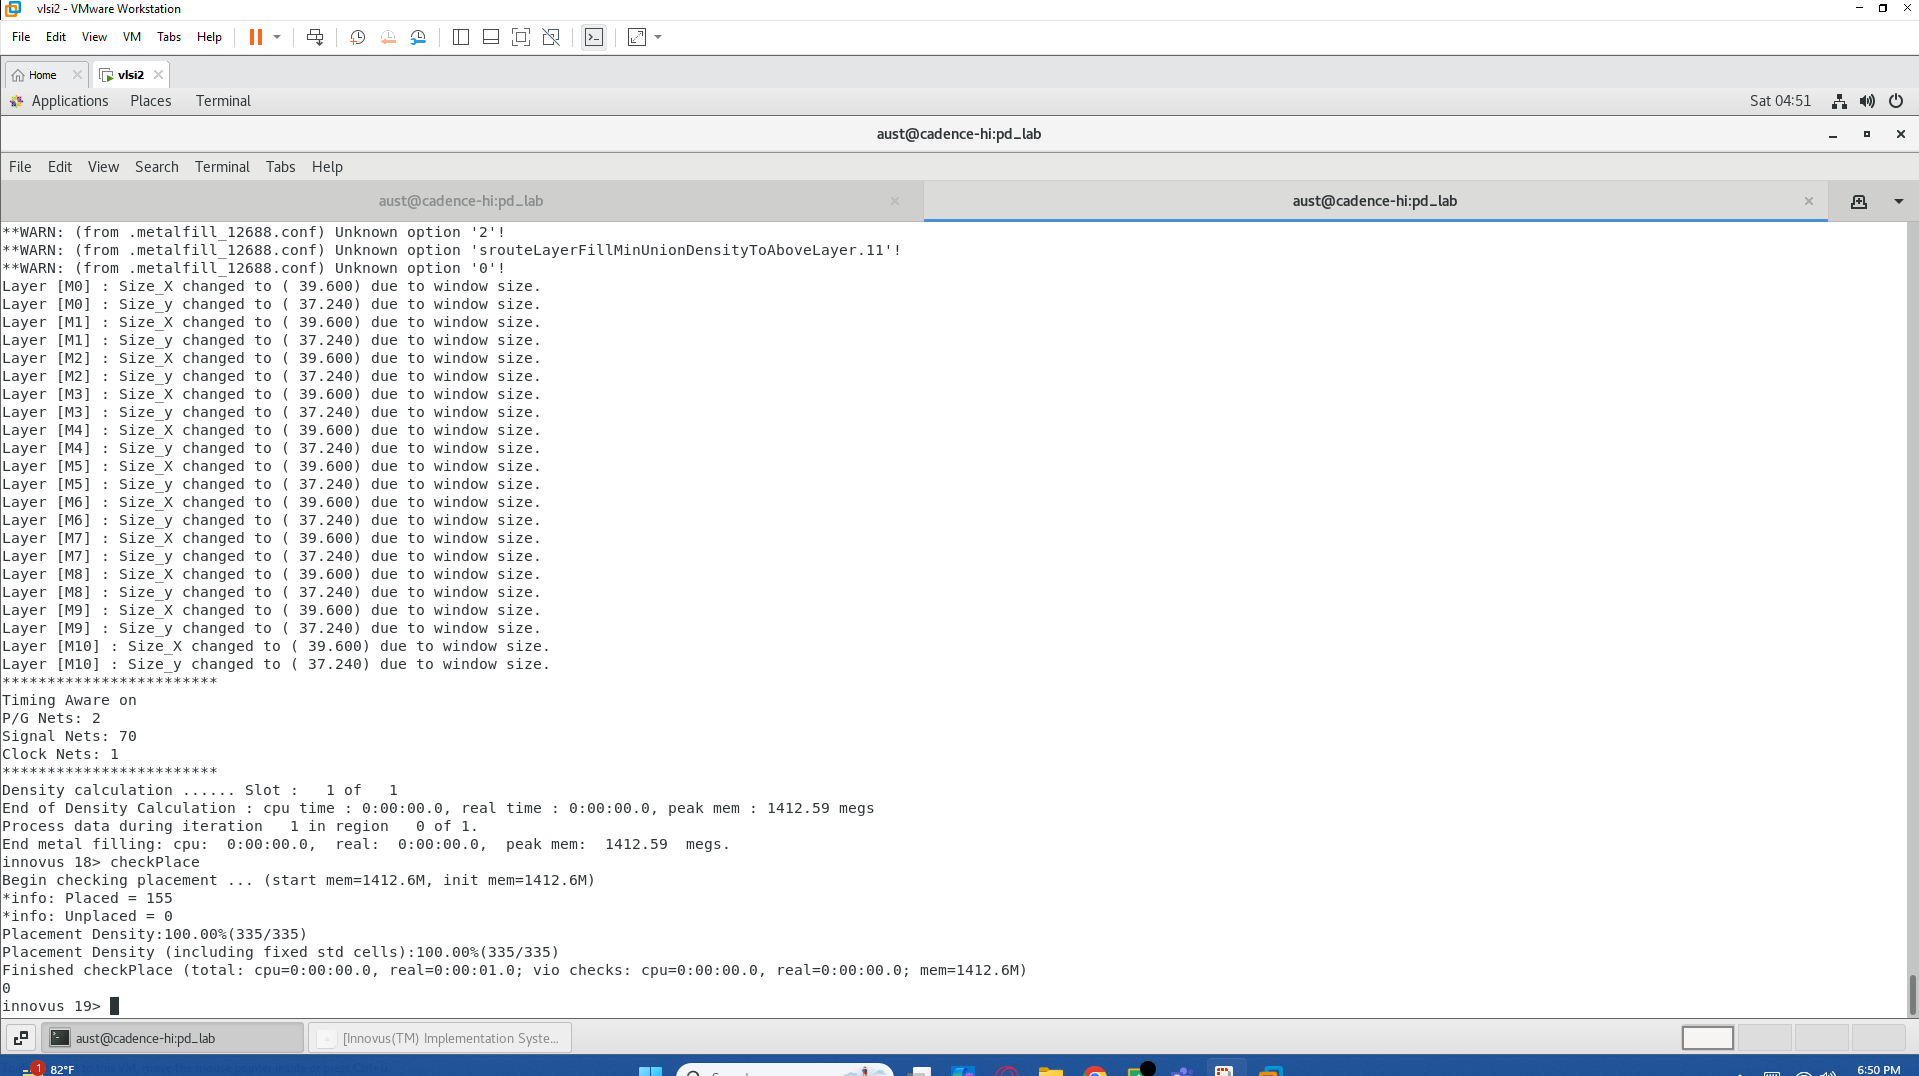 vlsi2 - VMware Workstation
File Edit View VM Tabs Help
Home vlsi2
Applications Places Terminal Sat 04:51
aust@cadence-hi:pd_lab
File Edit View Search Terminal Tabs Help
aust@cadence-hi:pd_lab aust@cadence-hi:pd_lab
**WARN: (from .metalfill_12688.conf) Unknown option '2'!
**WARN: (from .metalfill_12688.conf) Unknown option 'srouteLayerFillMinUnionDensityToAboveLayer.11'!
**WARN: (from .metalfill_12688.conf) Unknown option '0'!
Layer [M0] : Size_X changed to ( 39.600) due to window size.
Layer [M0] : Size_y changed to ( 37.240) due to window size.
Layer [M1] : Size_X changed to ( 39.600) due to window size.
Layer [M1] : Size_y changed to ( 37.240) due to window size.
Layer [M2] : Size_X changed to ( 39.600) due to window size.
Layer [M2] : Size_y changed to ( 37.240) due to window size.
Layer [M3] : Size_X changed to ( 39.600) due to window size.
Layer [M3] : Size_y changed to ( 37.240) due to window size.
Layer [M4] : Size_X changed to ( 39.600) due to window size.
Layer [M4] : Size_y changed to ( 37.240) due to window size.
Layer [M5] : Size_X changed to ( 39.600) due to window size.
Layer [M5] : Size_y changed to ( 37.240) due to window size.
Layer [M6] : Size_X changed to ( 39.600) due to window size.
Layer [M6] : Size_y changed to ( 37.240) due to window size.
Layer [M7] : Size_X changed to ( 39.600) due to window size.
Layer [M7] : Size_y changed to ( 37.240) due to window size.
Layer [M8] : Size_X changed to ( 39.600) due to window size.
Layer [M8] : Size_y changed to ( 37.240) due to window size.
Layer [M9] : Size_X changed to ( 39.600) due to window size.
Layer [M9] : Size_y changed to ( 37.240) due to window size.
Layer [M10] : Size_X changed to ( 39.600) due to window size.
Layer [M10] : Size_y changed to ( 37.240) due to window size.
************************
Timing Aware on
P/G Nets: 2
Signal Nets: 70
Clock Nets: 1
************************
Density calculation ...... Slot :   1 of   1
End of Density Calculation : cpu time : 0:00:00.0, real time : 0:00:00.0, peak mem : 1412.59 megs
Process data during iteration   1 in region   0 of 1.
End metal filling: cpu:  0:00:00.0,  real:  0:00:00.0,  peak mem:  1412.59  megs.
innovus 18> checkPlace
Begin checking placement ... (start mem=1412.6M, init mem=1412.6M)
*info: Placed = 155
*info: Unplaced = 0
Placement Density:100.00%(335/335)
Placement Density (including fixed std cells):100.00%(335/335)
Finished checkPlace (total: cpu=0:00:00.0, real=0:00:01.0; vio checks: cpu=0:00:00.0, real=0:00:00.0; mem=1412.6M)
0
innovus 19>
aust@cadence-hi:pd_lab [Innovus(TM) Implementation Syste...
1 82°F 6:50 PM